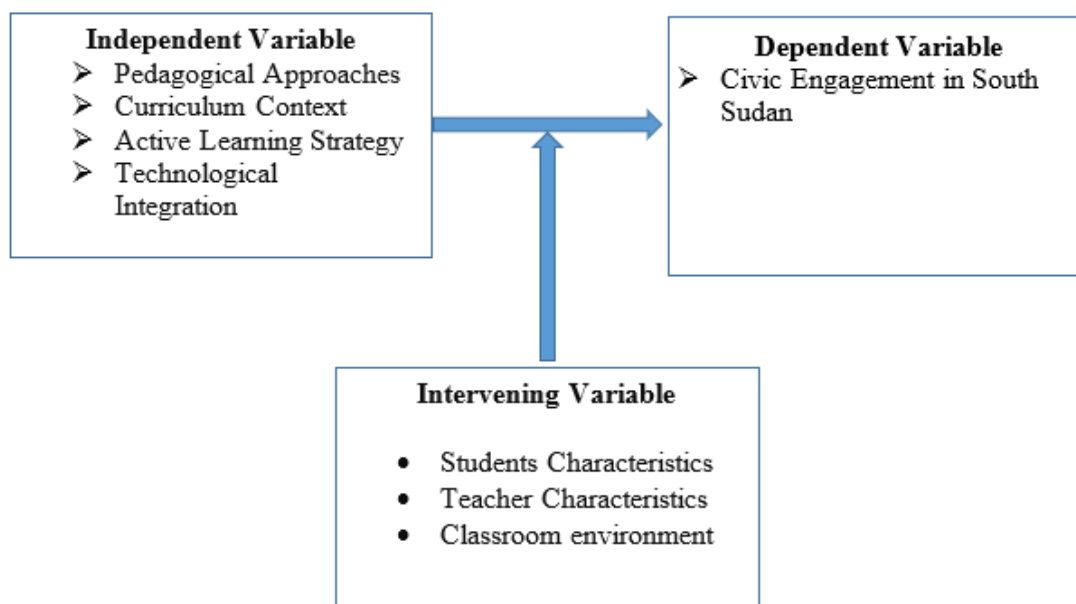 Independent Variable
➤ Pedagogical Approaches
➤ Curriculum Context
➤ Active Learning Strategy
➤ Technological
Integration
Dependent Variable
➤ Civic Engagement in South
Sudan
Intervening Variable
• Students Characteristics
• Teacher Characteristics
• Classroom environment